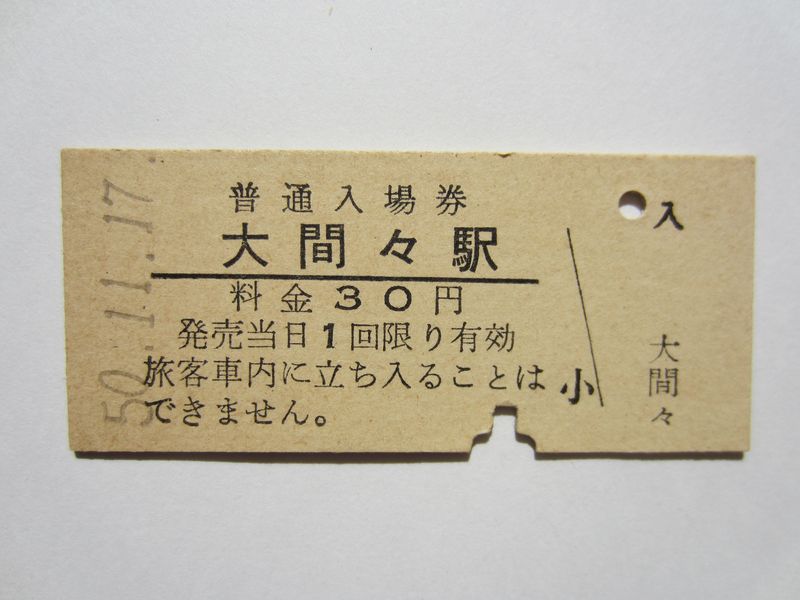 50.11.17.
普通入場券
大間々駅
料金30円
発売当日1回限り有効
旅客車内に立ち入ることは
できません。
小
入
大間々